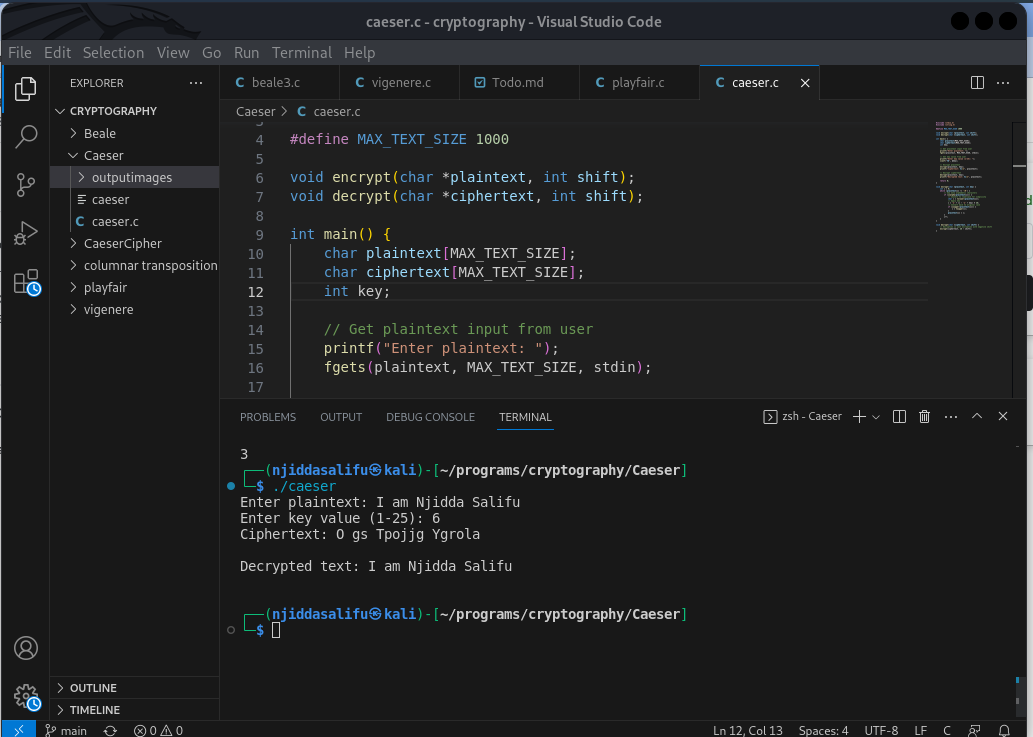 caeser.c - cryptography - Visual Studio Code
File Edit Selection View Go Run Terminal Help
EXPLORER
CRYPTOGRAPHY
Beale
Caeser
outputimages
caeser
C caeser.c
CaeserCipher
columnar transposition
playfair
vigenere
OUTLINE
TIMELINE
C beale3.c C vigenere.c Todo.md C playfair.c C caeser.c
Caeser > C caeser.c
3
4 #define MAX_TEXT_SIZE 1000
5
6 void encrypt(char *plaintext, int shift);
7 void decrypt(char *ciphertext, int shift);
8
9 int main() {
10 char plaintext[MAX_TEXT_SIZE];
11 char ciphertext[MAX_TEXT_SIZE];
12 int key;
13
14 // Get plaintext input from user
15 printf("Enter plaintext: ");
16 fgets(plaintext, MAX_TEXT_SIZE, stdin);
17
PROBLEMS OUTPUT DEBUG CONSOLE TERMINAL
zsh - Caeser
3
┌──(njiddasalifu㉿kali)-[~/programs/cryptography/Caeser]
└─$ ./caeser
Enter plaintext: I am Njidda Salifu
Enter key value (1-25): 6
Ciphertext: O gs Tpojjg Ygrola
Decrypted text: I am Njidda Salifu
┌──(njiddasalifu㉿kali)-[~/programs/cryptography/Caeser]
└─$
main 0 0 Ln 12, Col 13 Spaces: 4 UTF-8 LF C